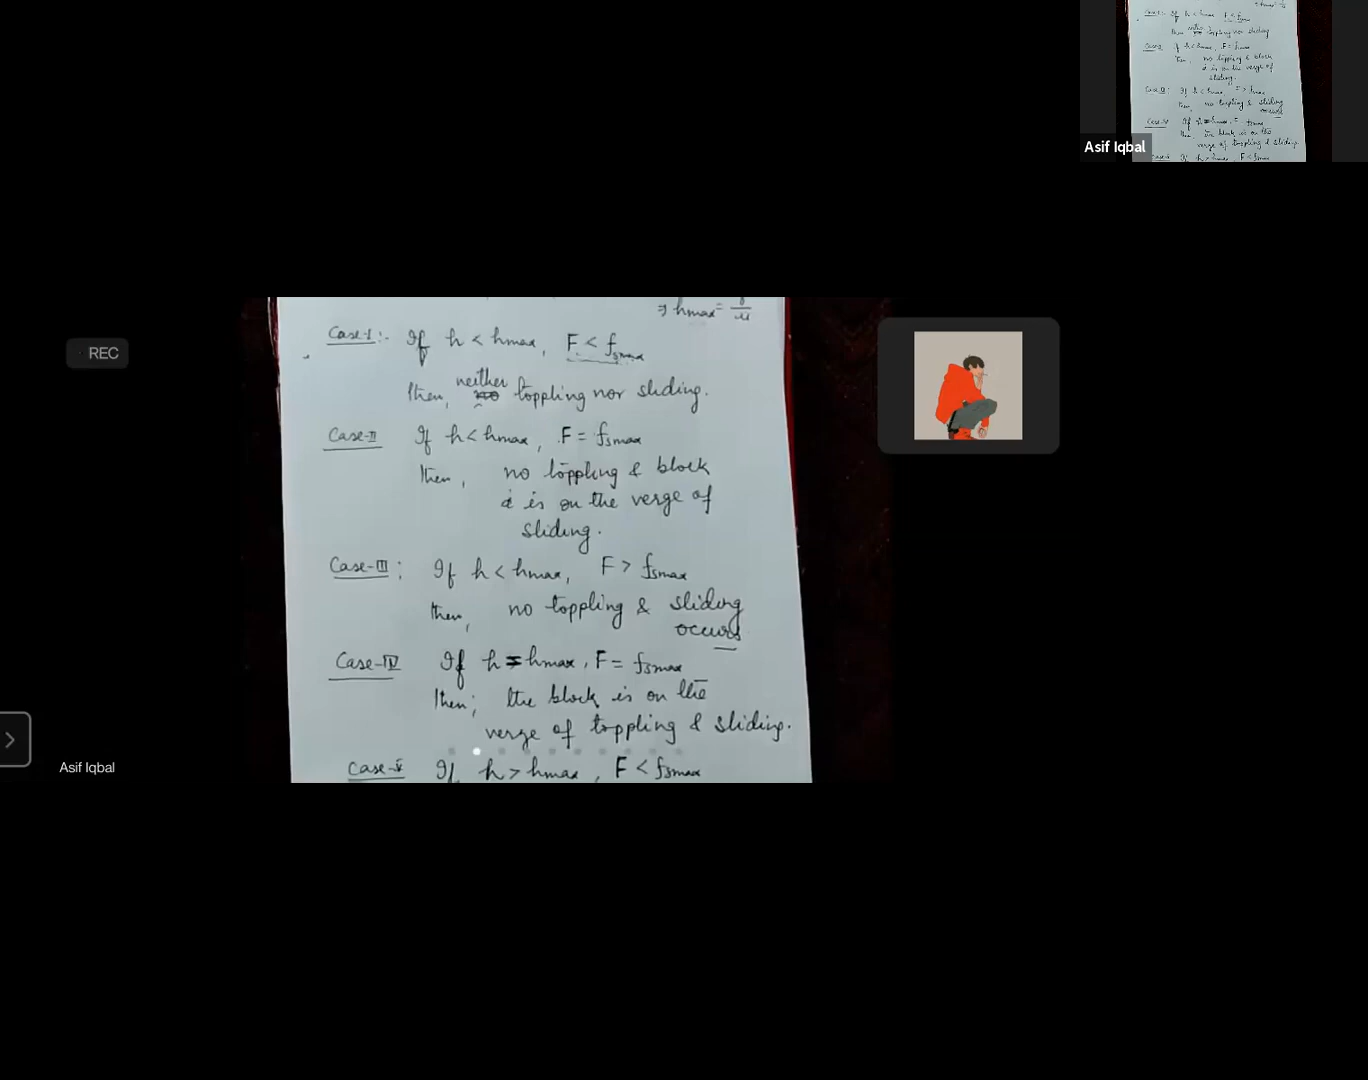 Asif Iqbal
REC
⇒ hmax =
μ
Case-I:- If h < hmax, F < fsmax
neither
then, no toppling nor sliding.
Case-II If h < hmax, F = fsmax
then, no toppling & block
is on the verge of
sliding.
Case-III: If h < hmax, F > fsmax
then, no toppling & sliding
occurs
Case-IV If h = hmax, F = fsmax
then; the block is on the
verge of toppling & sliding.
Case-V If h > hmax, F < fsmax
Asif Iqbal